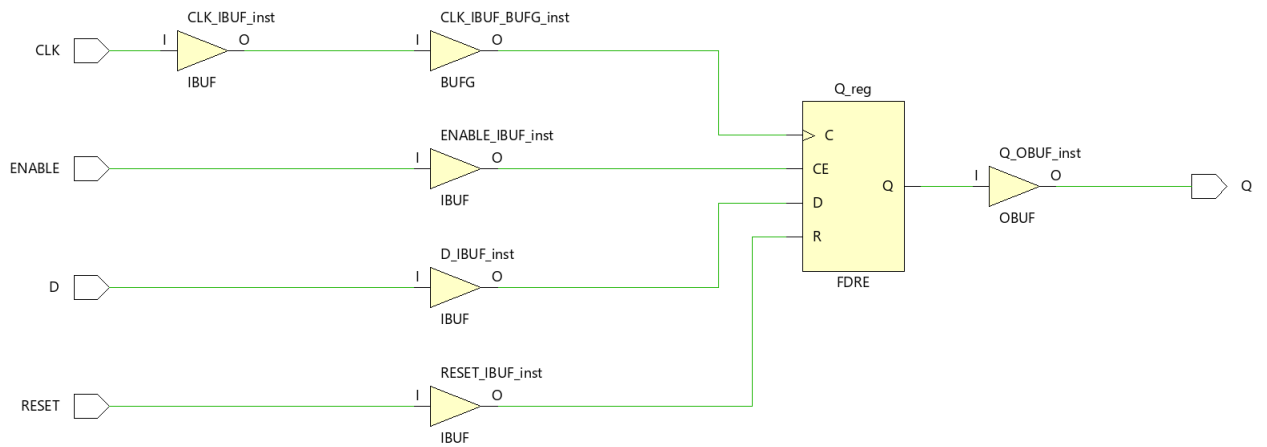 CLK_IBUF_inst
CLK_IBUF_BUFG_inst
CLK
I
O
I
O
IBUF
BUFG
Q_reg
C
ENABLE_IBUF_inst
ENABLE
I
O
CE
IBUF
Q
Q_OBUF_inst
I
O
Q
OBUF
D
R
D_IBUF_inst
D
I
O
IBUF
FDRE
RESET_IBUF_inst
RESET
I
O
IBUF